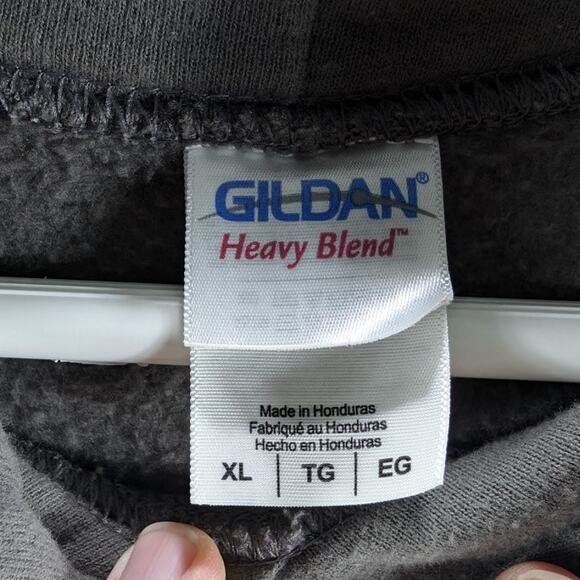 GILDAN®
Heavy Blend™
Made in Honduras
Fabriqué au Honduras
Hecho en Honduras
XL | TG | EG